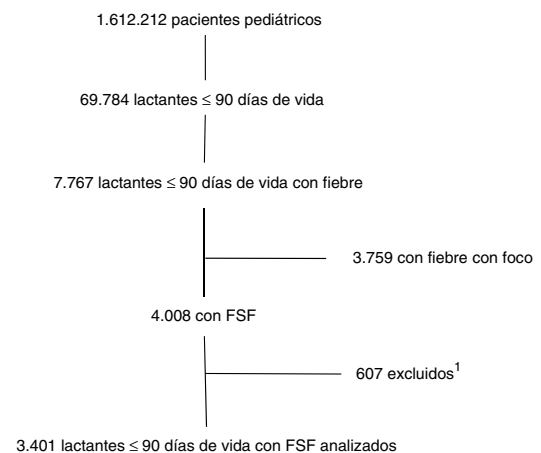 1.612.212 pacientes pediátricos
69.784 lactantes ≤ 90 días de vida
7.767 lactantes ≤ 90 días de vida con fiebre
3.759 con fiebre con foco
4.008 con FSF
607 excluidos¹
3.401 lactantes ≤ 90 días de vida con FSF analizados